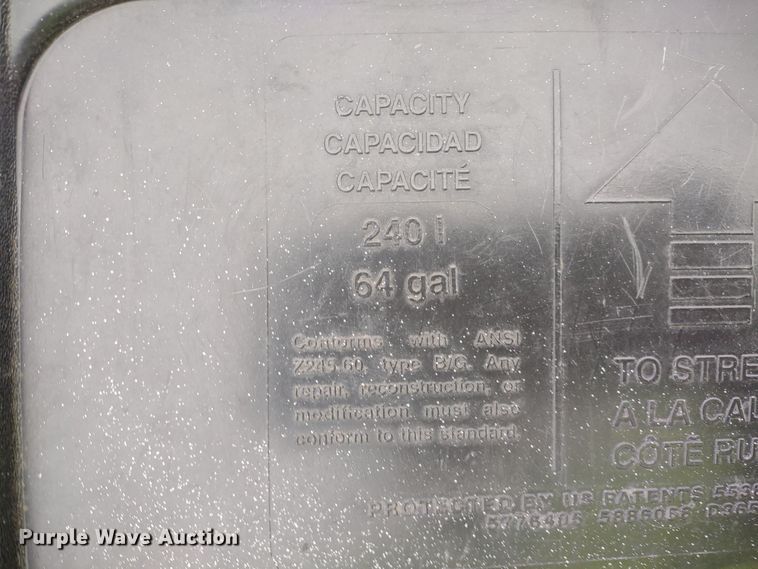 CAPACITY
CAPACIDAD
CAPACITÉ
240 l
64 gal
Conforms with ANSI
Z245.60, type B/G. Any
repair, reconstruction, or
modification must also
conform to this standard.
TO STRE
A LA CAL
CÔTÉ RU
PROTECTED BY US PATENTS
Purple Wave Auction